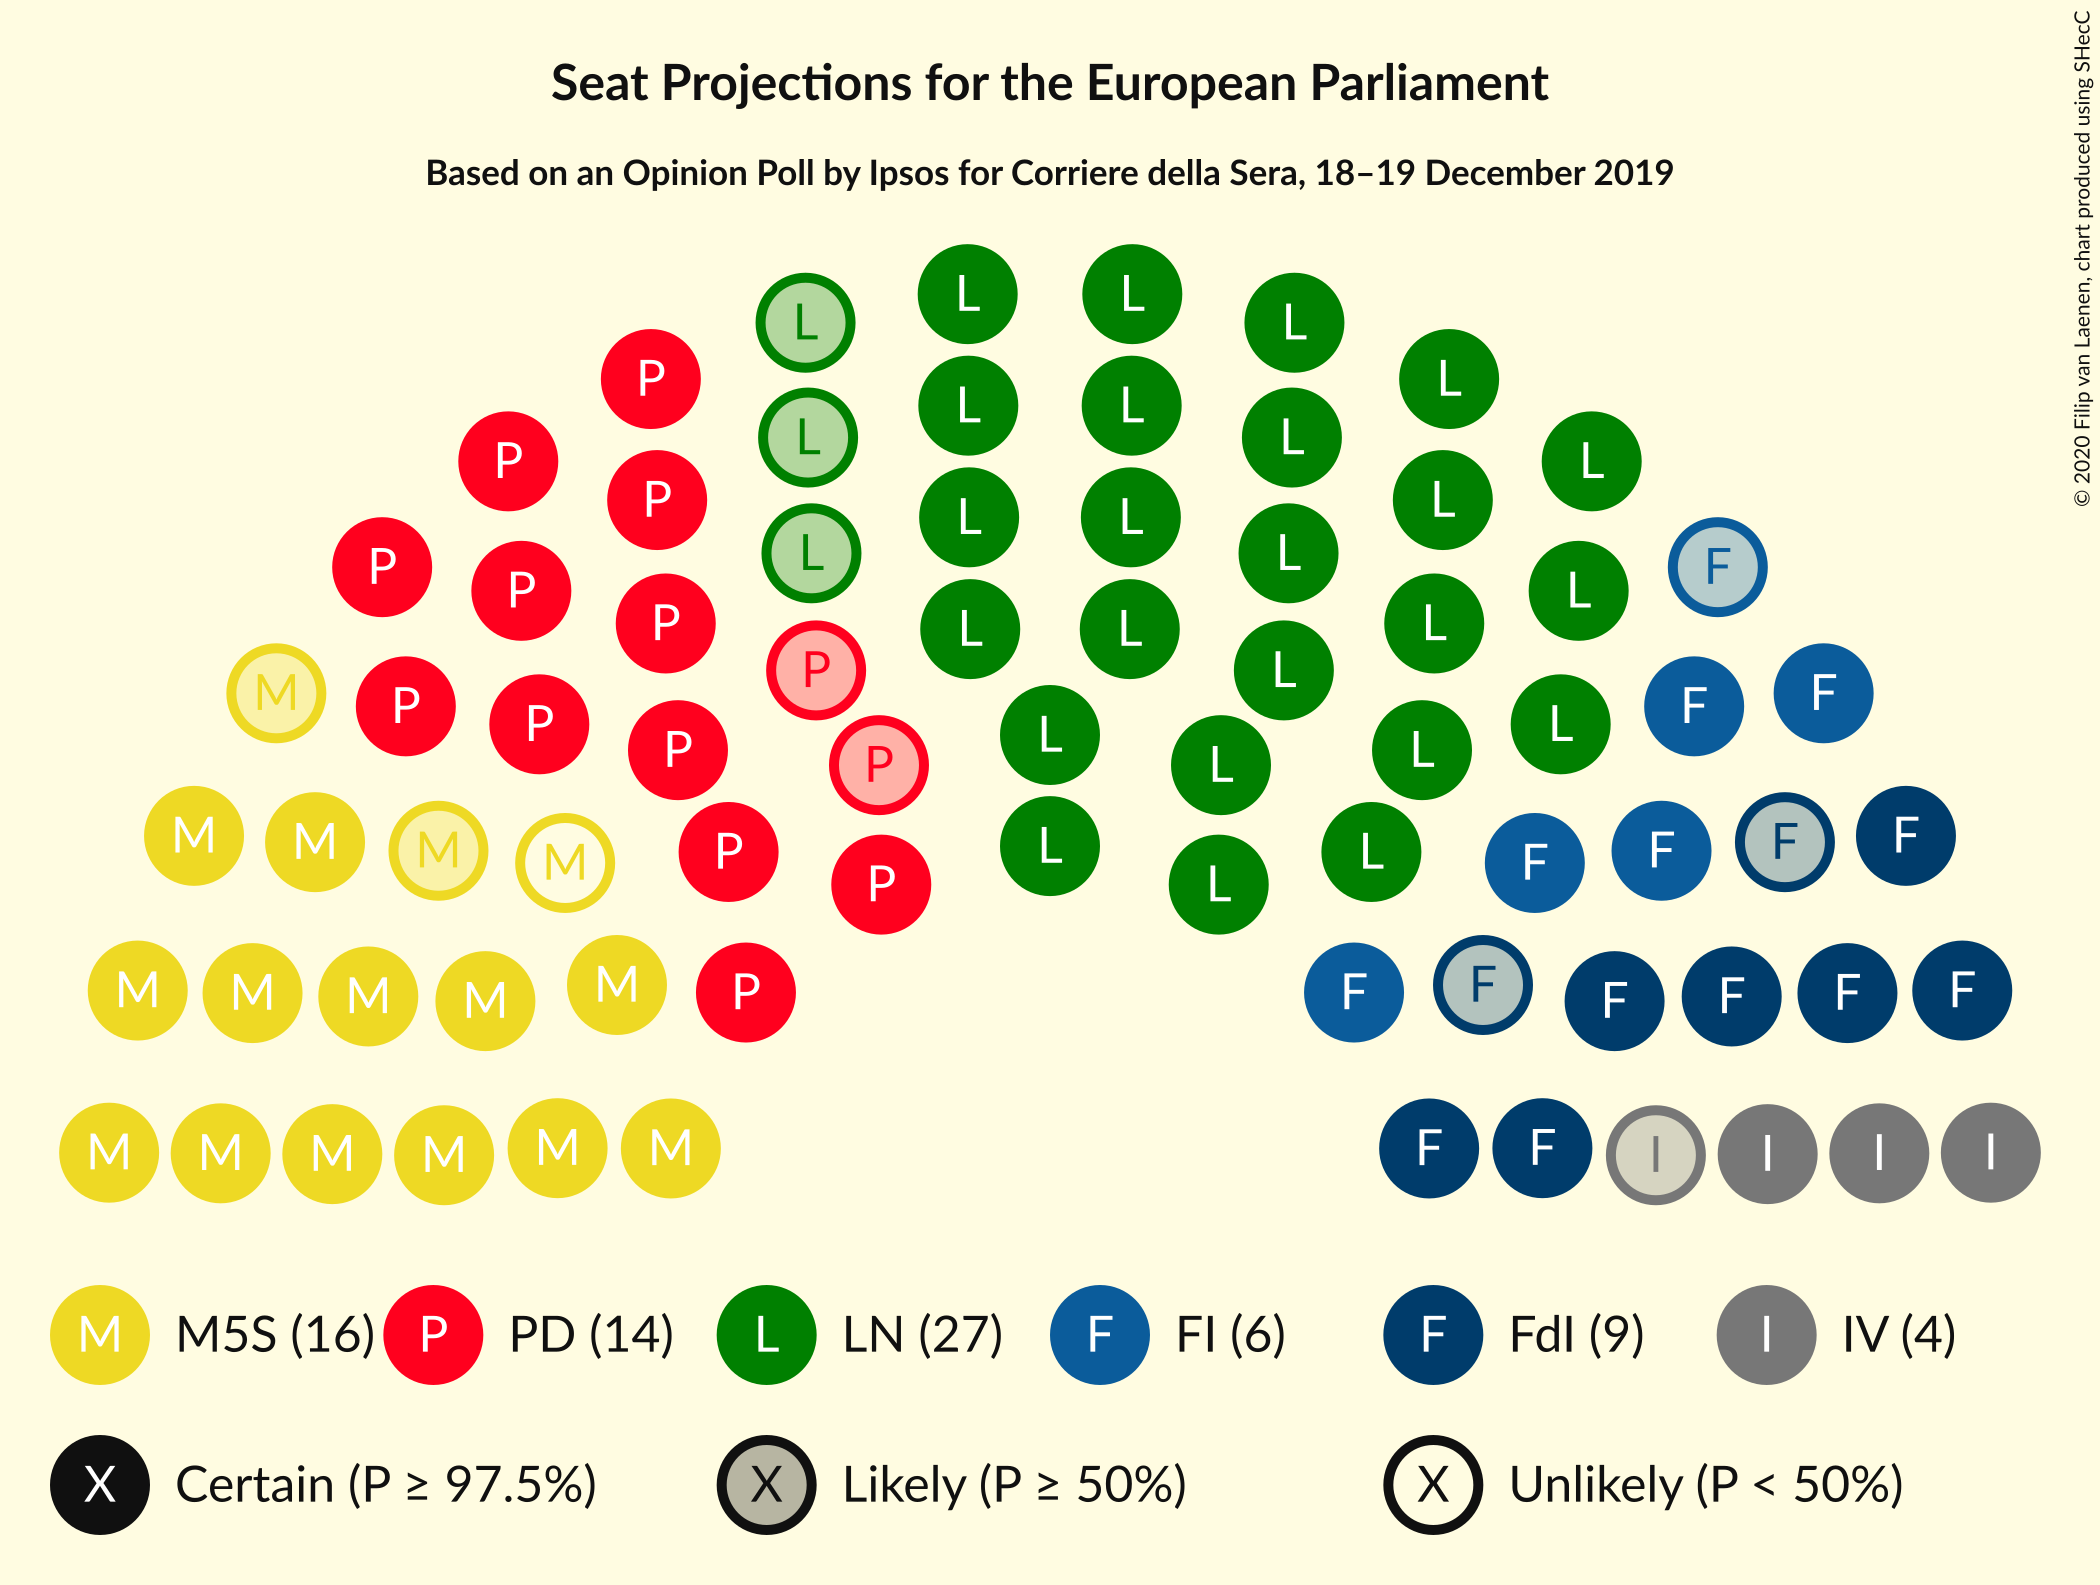 Seat Projections for the European Parliament
Based on an Opinion Poll by Ipsos for Corriere della Sera, 18–19 December 2019
© 2020 Filip van Laenen, chart produced using SHecC
L L
L L
P L L
L L
L L
P L
P P L L
L L
L L
P F
P L
P L
L L
P P
L
M F
P F
P L
P L
L
P L
M F
M F
M F
M F
P L
L
P L
M F
M F
M F
M F
M F
P F
M M M M M M F F I I I I
M M5S (16) P PD (14) L LN (27) F FI (6) F FdI (9) I IV (4)
X Certain (P ≥ 97.5%) X Likely (P ≥ 50%) X Unlikely (P < 50%)